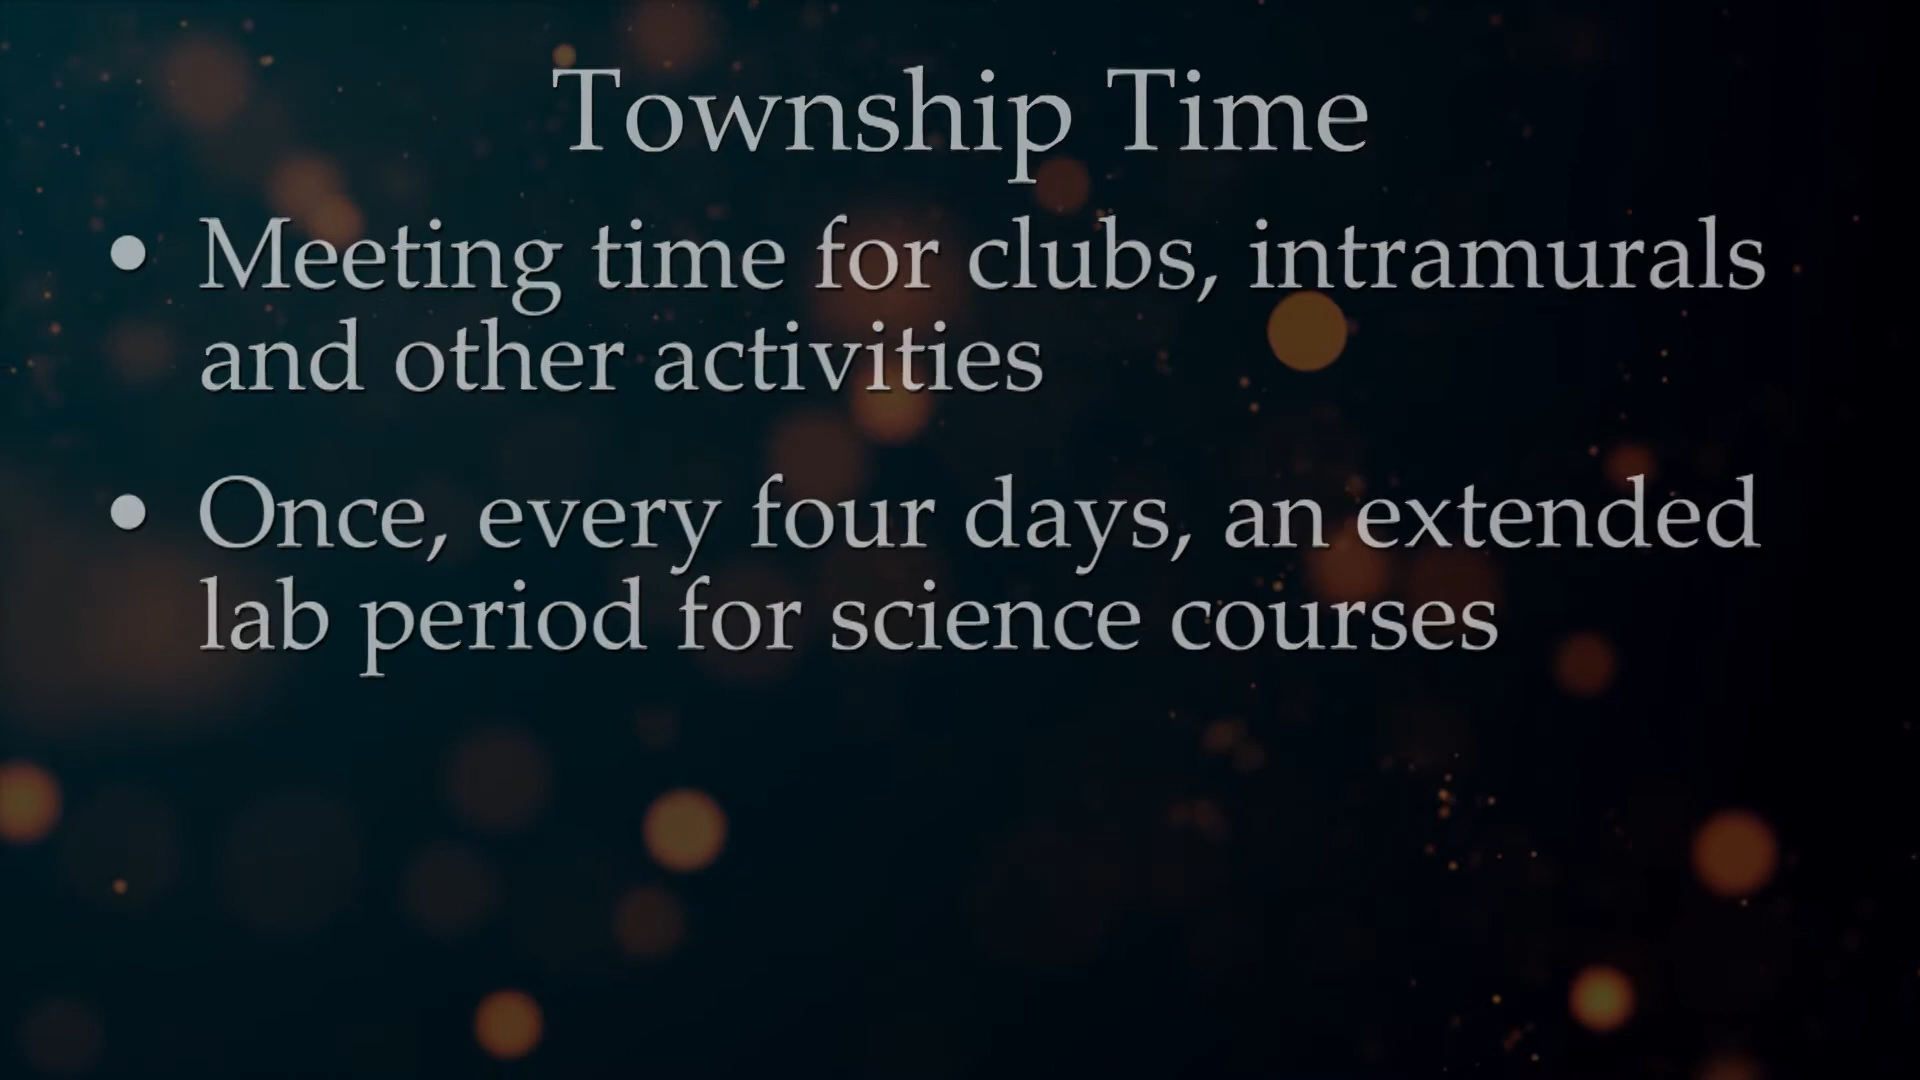 Township Time
• Meeting time for clubs, intramurals
and other activities
• Once, every four days, an extended
lab period for science courses